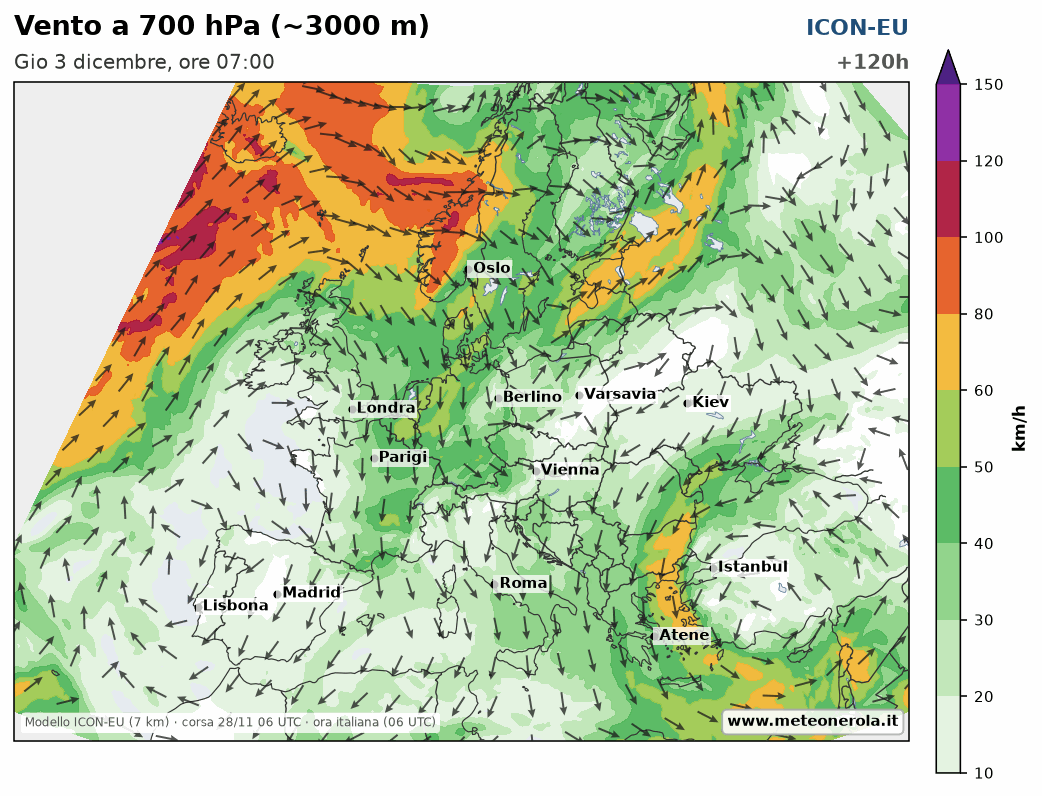 Vento a 700 hPa (~3000 m)
ICON-EU
Gio 3 dicembre, ore 07:00
+120h
150
120
100
80
60
50
40
30
20
10
km/h
Oslo
Londra
Berlino
Varsavia
Kiev
Parigi
Vienna
Istanbul
Roma
Madrid
Lisbona
Atene
Modello ICON-EU (7 km) · corsa 28/11 06 UTC · ora italiana (06 UTC)
www.meteonerola.it